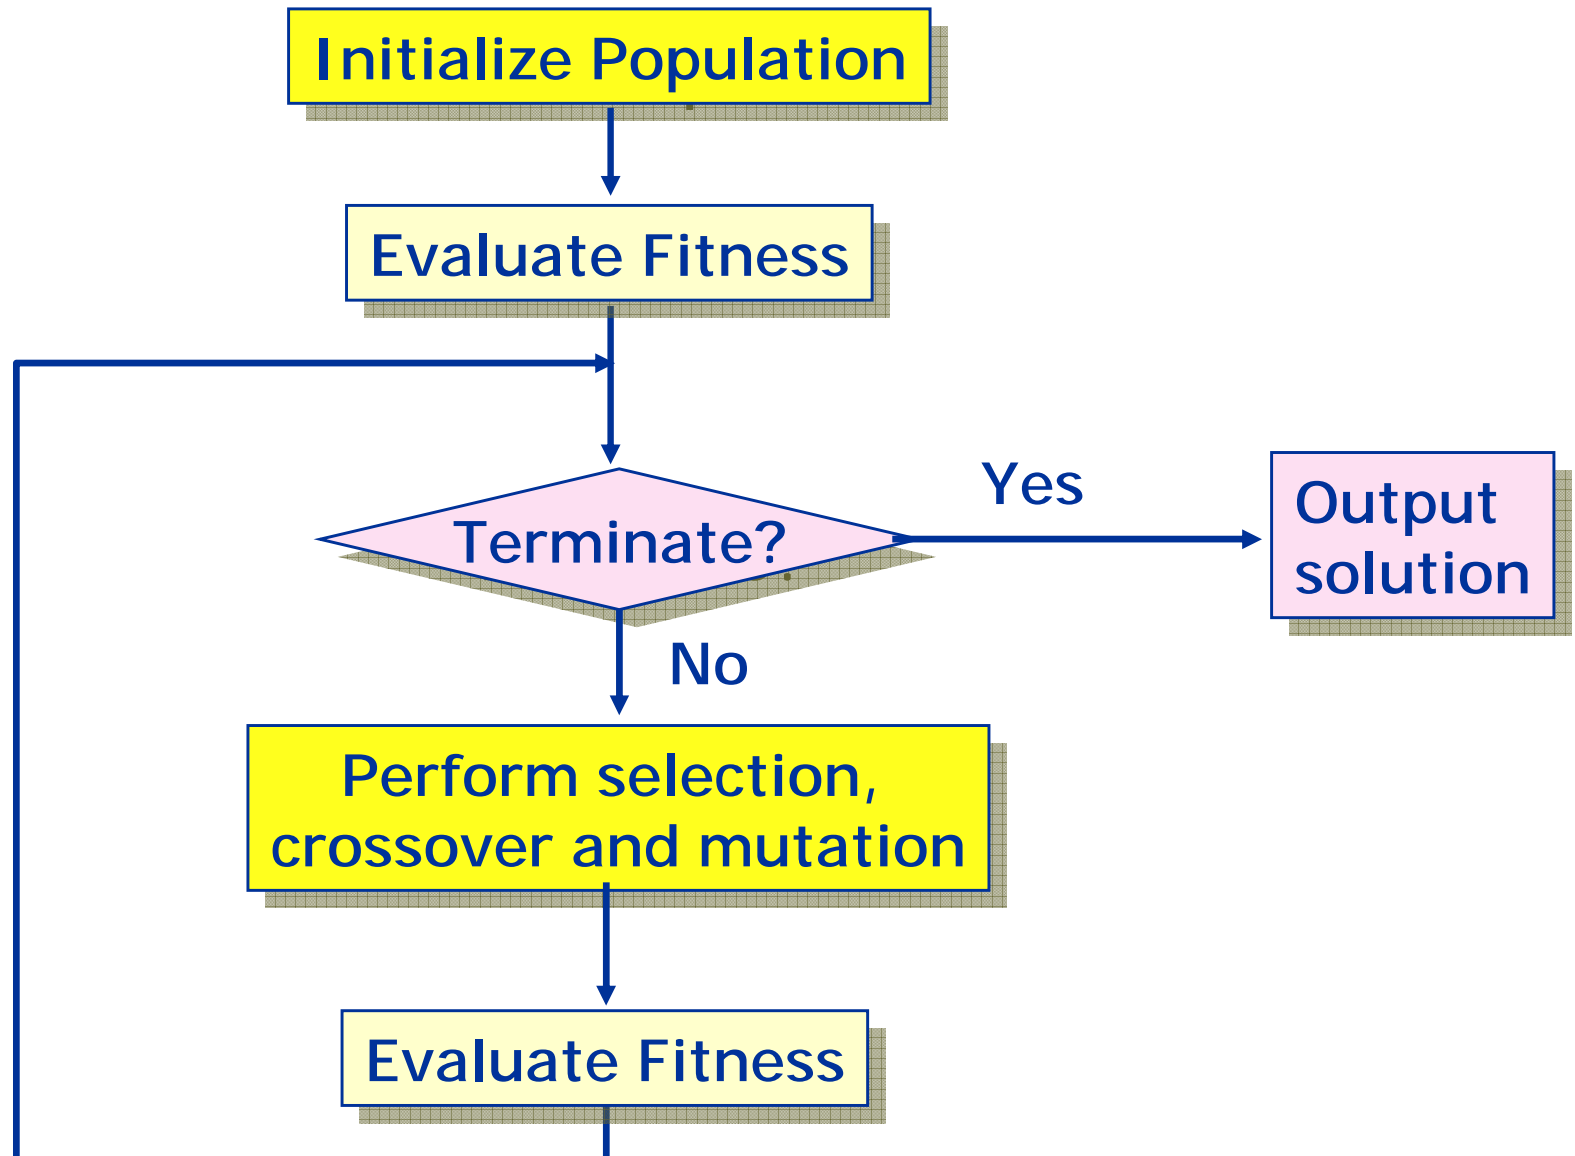 Initialize Population
Evaluate Fitness
Terminate?
Yes
Output
solution
No
Perform selection,
crossover and mutation
Evaluate Fitness